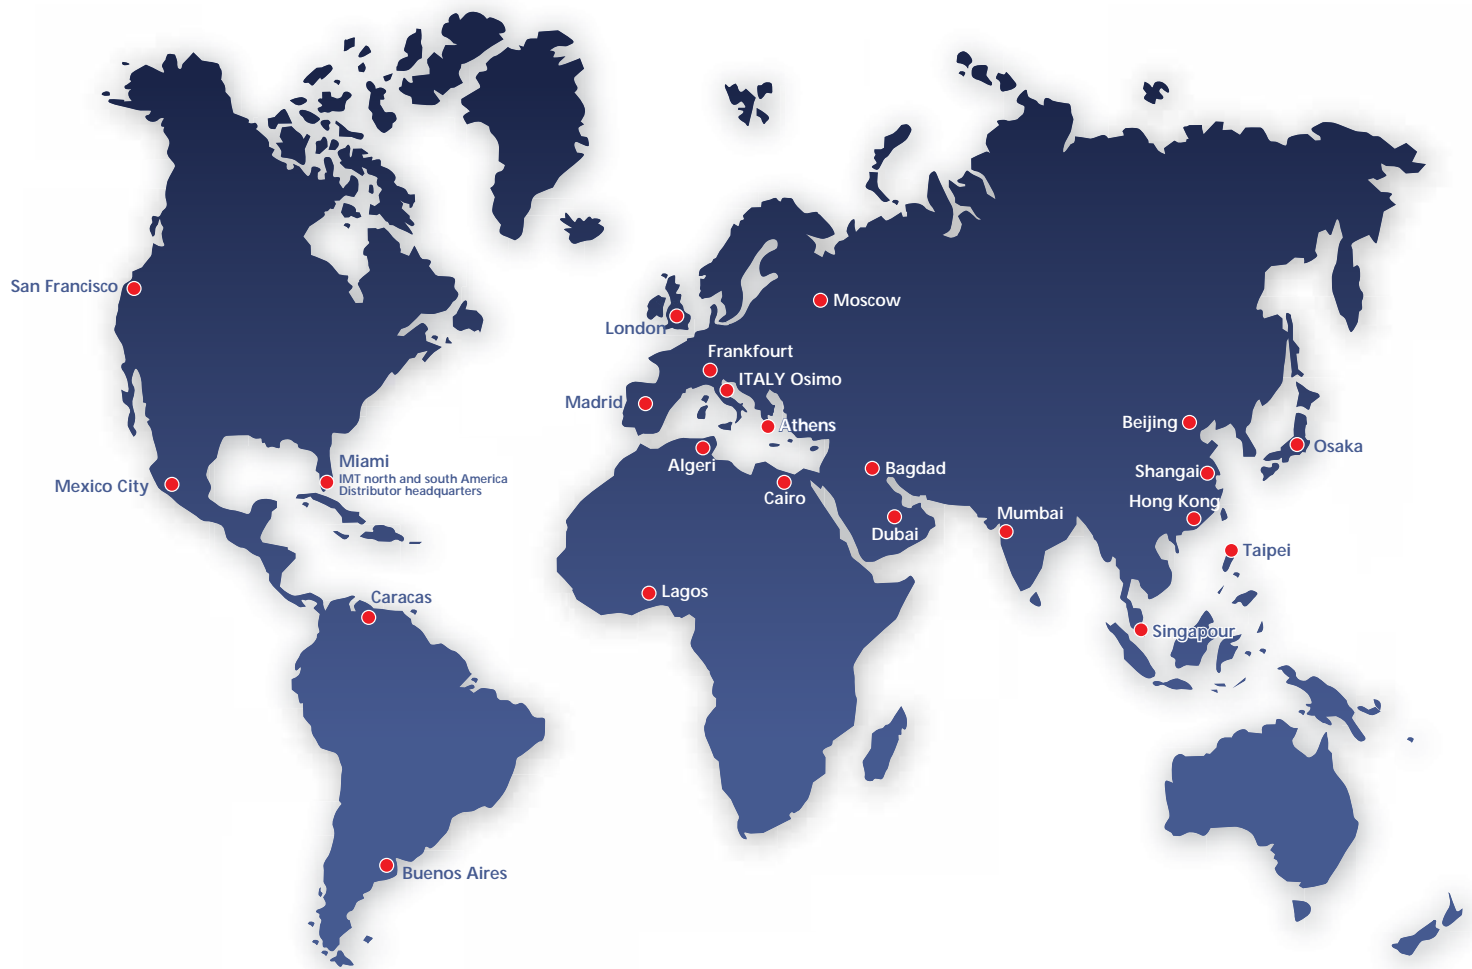 San Francisco
Moscow
London
Frankfourt
ITALY Osimo
Madrid
Athens
Beijing
Osaka
Miami
IMT north and south America
Distributor headquarters
Algeri
Bagdad
Shangai
Mexico City
Cairo
Hong Kong
Mumbai
Dubai
Taipei
Caracas
Lagos
Singapour
Buenos Aires